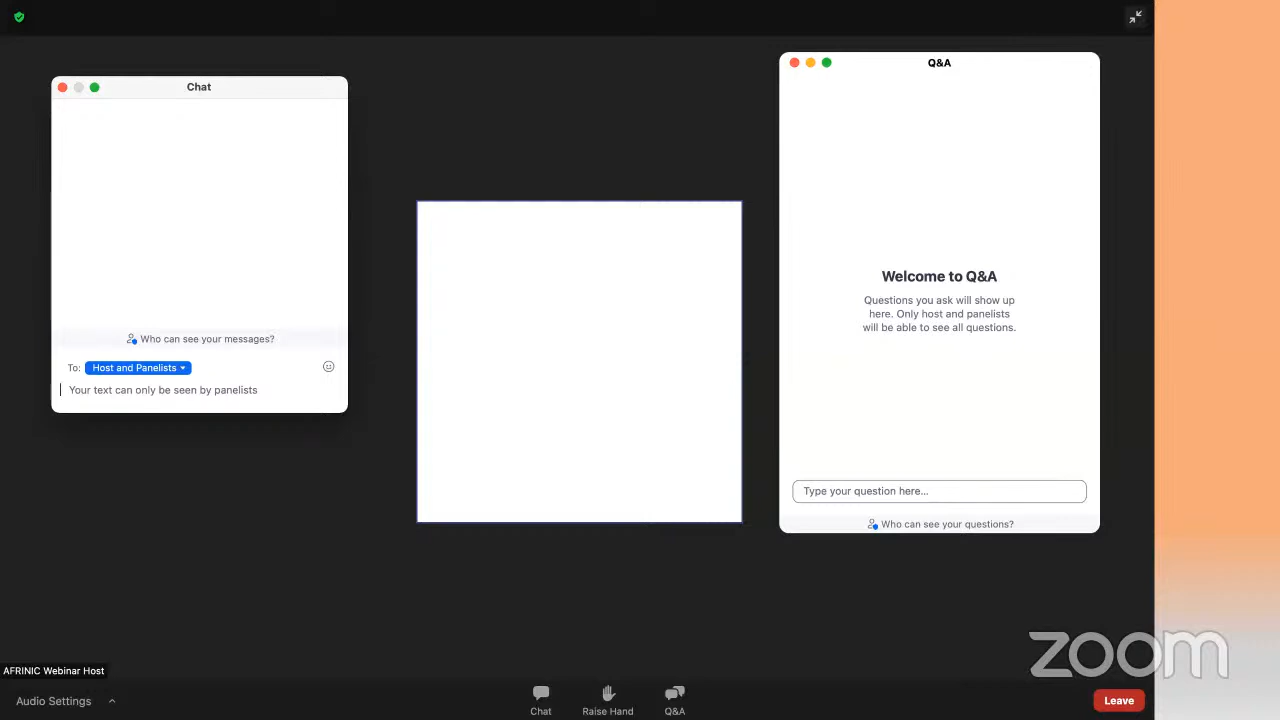 Chat
Who can see your messages?
To: Host and Panelists
Your text can only be seen by panelists
Q&A
Welcome to Q&A
Questions you ask will show up
here. Only host and panelists
will be able to see all questions.
Type your question here...
Who can see your questions?
zoom
AFRINIC Webinar Host
Audio Settings
Chat
Raise Hand
Q&A
Leave